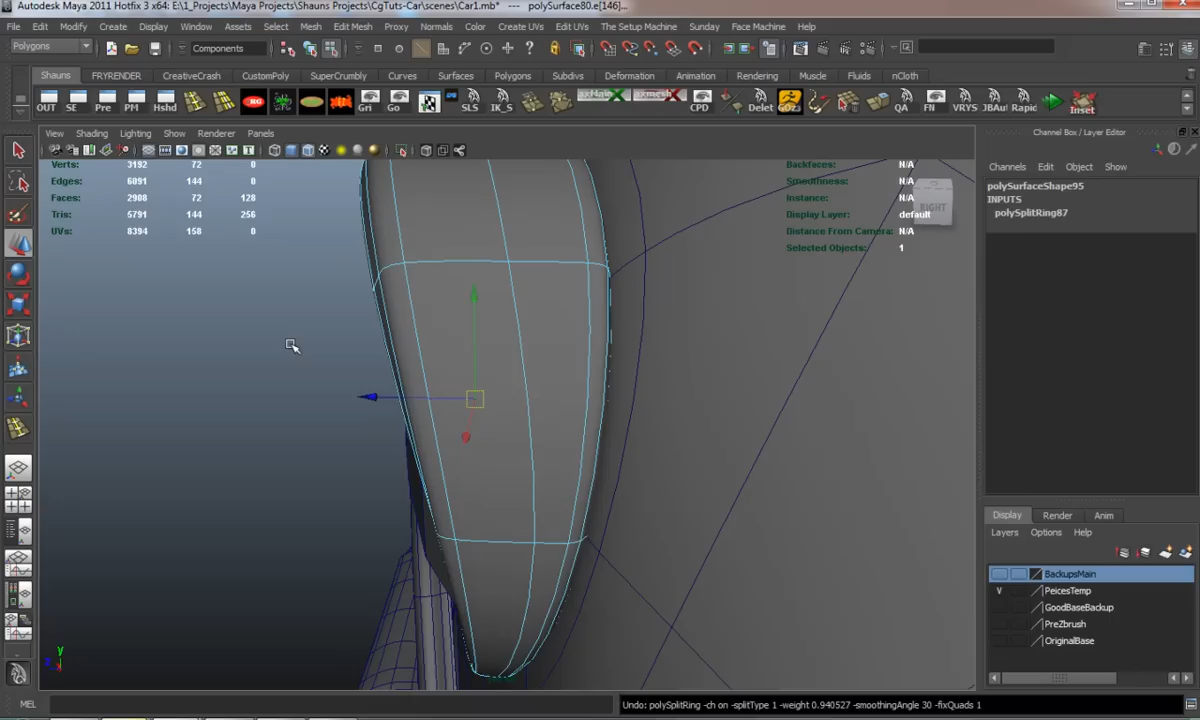 Autodesk Maya 2011 Hotfix 3 x64: E:\1_Projects\Maya Projects\Shauns Projects\CgTuts-Car\scenes\Car1.mb* --- polySurface80.e[146]...
File Edit Modify Create Display Window Assets Select Mesh Edit Mesh Proxy Normals Color Create UVs Edit UVs The Setup Machine Sunday Face Machine Help
Polygons Components
Shauns FRYRENDER CreativeCrash CustomPoly SuperCrumbly Curves Surfaces Polygons Subdivs Deformation Animation Rendering Muscle Fluids nCloth
OUT SE Pre PM Hshd NG Gri Go SLS IK_S axMain axmesh CPD Delet GOz QA FN VRYS JBAu Rapic Inset
View Shading Lighting Show Renderer Panels
Channel Box / Layer Editor
Channels Edit Object Show
Verts: 3192 72 0
Edges: 6091 144 0
Faces: 2908 72 128
Tris: 5791 144 256
UVs: 8394 158 0
Backfaces: N/A
Smoothness: N/A
Instance: N/A
Display Layer: default
Distance From Camera: N/A
Selected Objects: 1
RIGHT
polySurfaceShape95
INPUTS
polySplitRing87
Display Render Anim
Layers Options Help
BackupsMain
V PeicesTemp
GoodBaseBackup
PreZbrush
OriginalBase
y
z
MEL
Undo: polySplitRing -ch on -splitType 1 -weight 0.940527 -smoothingAngle 30 -fixQuads 1